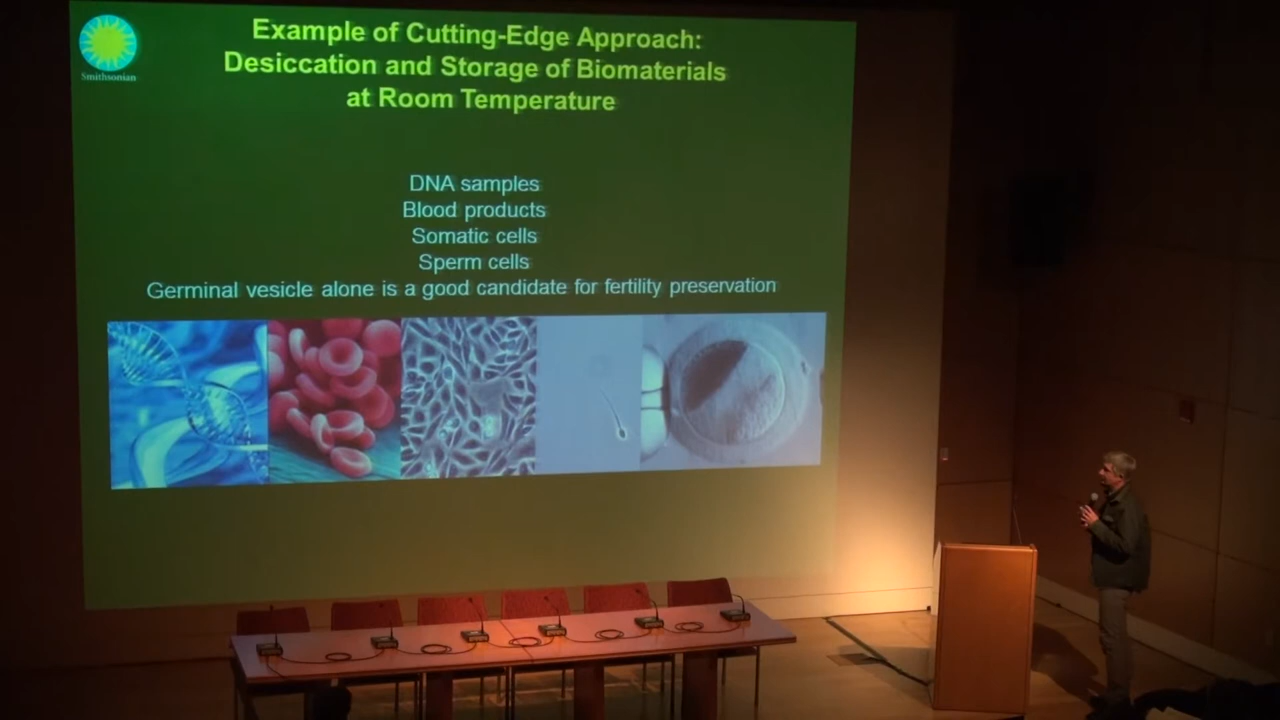 Smithsonian
Example of Cutting-Edge Approach:
Desiccation and Storage of Biomaterials
at Room Temperature
DNA samples
Blood products
Somatic cells
Sperm cells
Germinal vesicle alone is a good candidate for fertility preservation